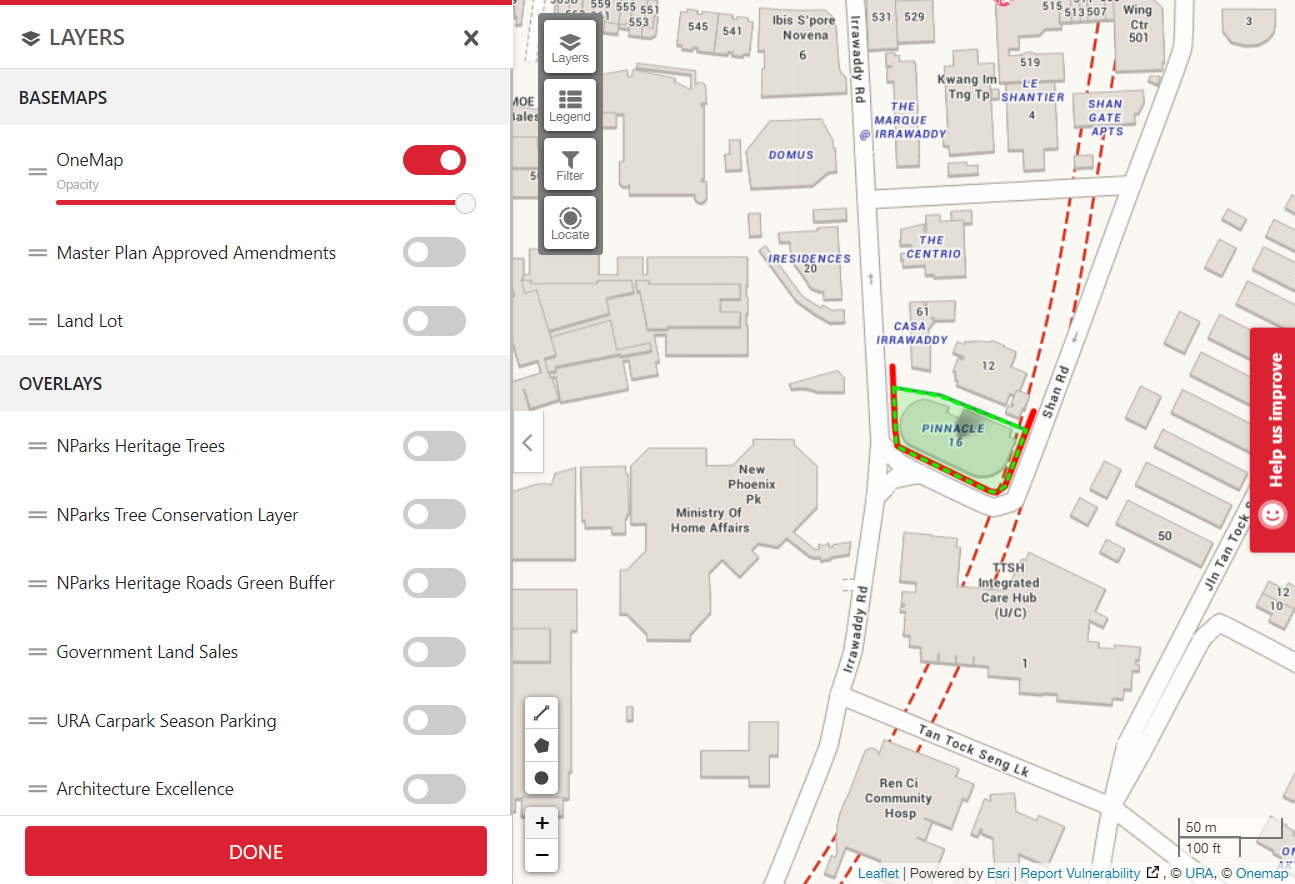 LAYERS
BASEMAPS
OneMap
Opacity
Master Plan Approved Amendments
Land Lot
OVERLAYS
NParks Heritage Trees
NParks Tree Conservation Layer
NParks Heritage Roads Green Buffer
Government Land Sales
URA Carpark Season Parking
Architecture Excellence
DONE
Layers
Legend
Filter
Locate
559
555
551
553
545
541
Ibis S'pore
Novena
6
531
529
515
513
507
Wing
Ctr
501
3
Irrawaddy Rd
519
Kwang Im
Tng Tp
LE
SHANTIER
4
THE
MARQUE
@ IRRAWADDY
SHAN
GATE
APTS
DOMUS
THE
CENTRIO
IRESIDENCES
20
61
CASA
IRRAWADDY
12
Shan Rd
PINNACLE
16
New
Phoenix
Pk
Ministry Of
Home Affairs
50
Jln Tan Tock
12
10
TTSH
Integrated
Care Hub
(U/C)
1
Irrawaddy Rd
Tan Tock Seng Lk
Ren Ci
Community
Hosp
Help us improve
+
−
50 m
100 ft
Leaflet | Powered by Esri | Report Vulnerability , © URA, © Onemap